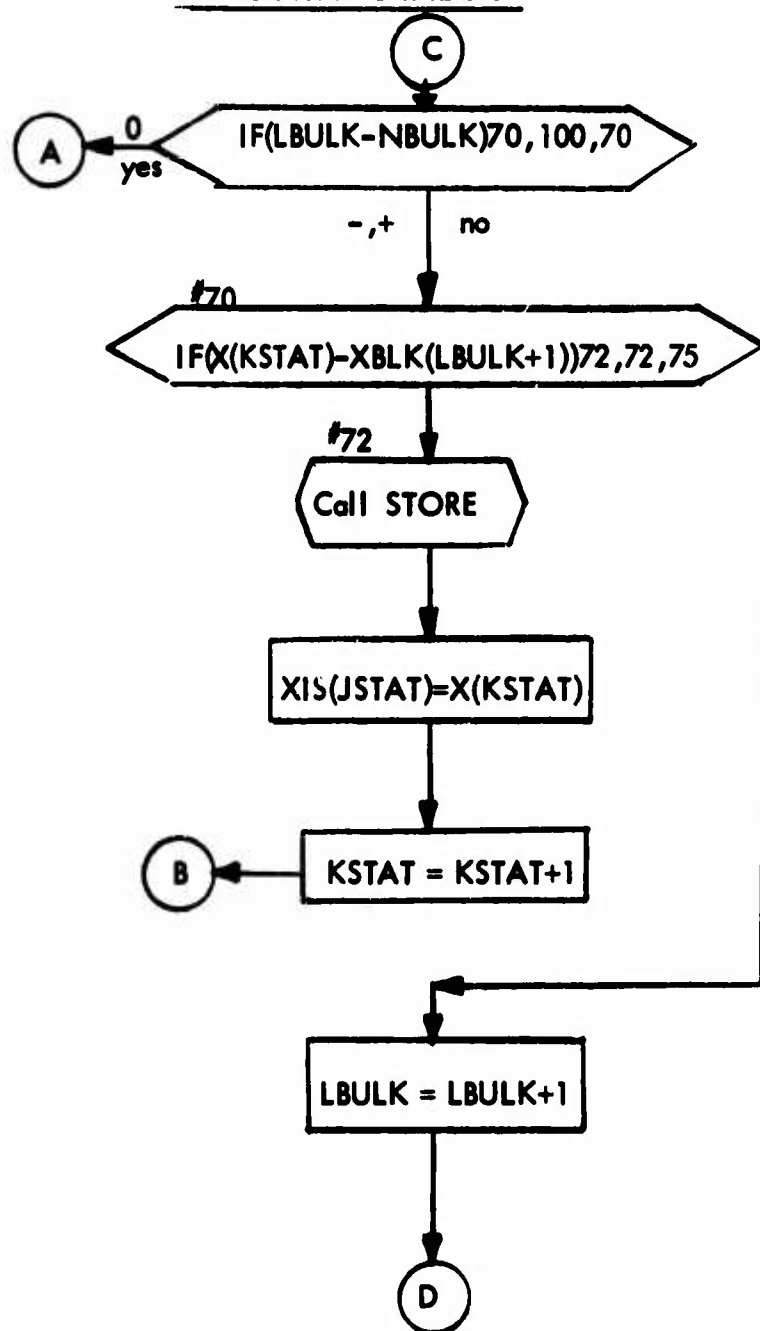 C
A
0
yes
IF(LBULK-NBULK)70,100,70
-,+ no
#70
IF(X(KSTAT)-XBLK(LBULK+1))72,72,75
#72
Call STORE
XIS(JSTAT)=X(KSTAT)
B
KSTAT = KSTAT+1
LBULK = LBULK+1
D